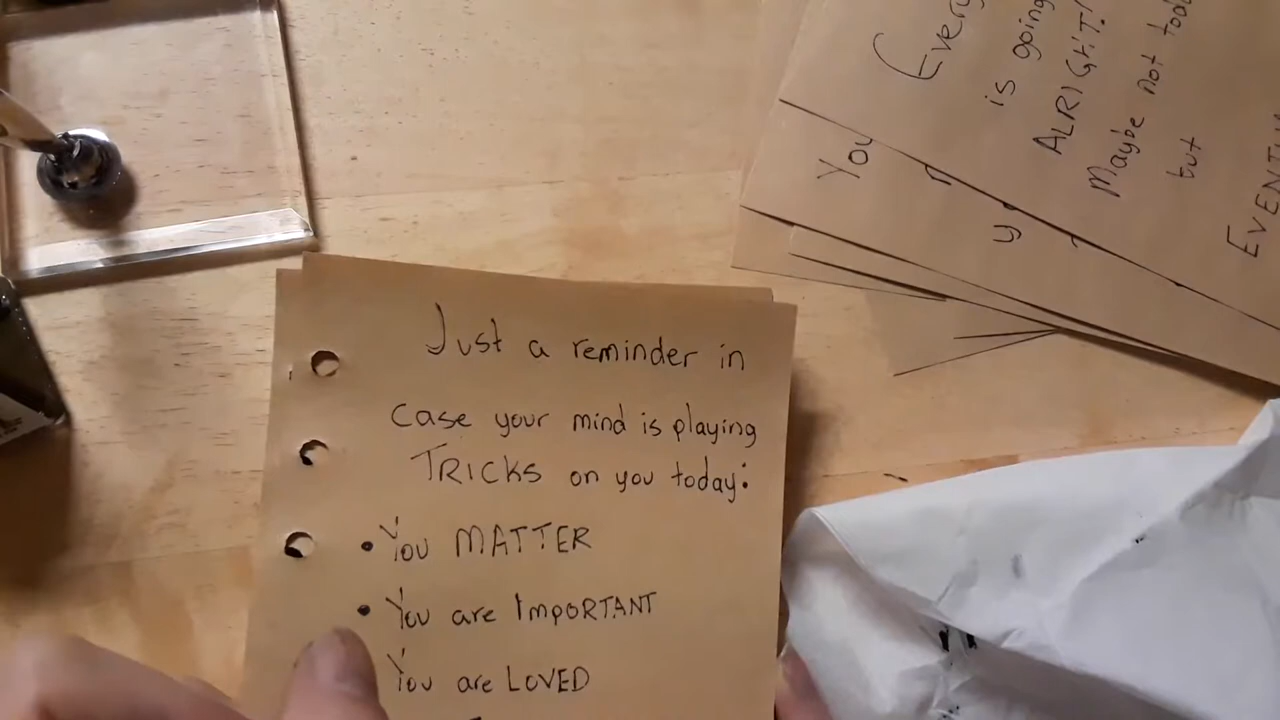 Just a reminder in
case your mind is playing
TRICKS on you today:
• You MATTER
• You are IMPORTANT
You are LOVED
Every
is going
ALRIGHT!
Maybe not
but
You
y